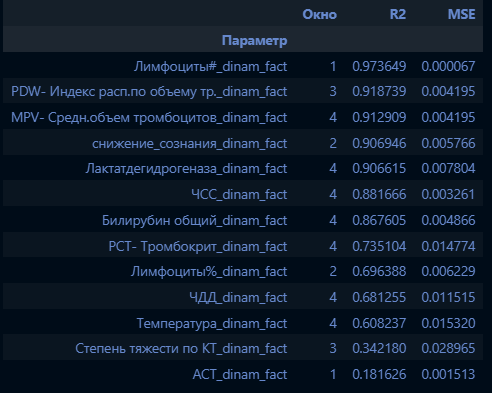 Окно R2 MSE
Параметр
Лимфоциты#_dinam_fact 1 0.973649 0.000067
PDW- Индекс расп.по объему тр._dinam_fact 3 0.918739 0.004195
MPV- Средн.объем тромбоцитов_dinam_fact 4 0.912909 0.004195
снижение_сознания_dinam_fact 2 0.906946 0.005766
Лактатдегидрогеназа_dinam_fact 4 0.906615 0.007804
ЧСС_dinam_fact 4 0.881666 0.003261
Билирубин общий_dinam_fact 4 0.867605 0.004866
PCT- Тромбокрит_dinam_fact 4 0.735104 0.014774
Лимфоциты%_dinam_fact 2 0.696388 0.006229
ЧДД_dinam_fact 4 0.681255 0.011515
Температура_dinam_fact 4 0.608237 0.015320
Степень тяжести по КТ_dinam_fact 3 0.342180 0.028965
АСТ_dinam_fact 1 0.181626 0.001513